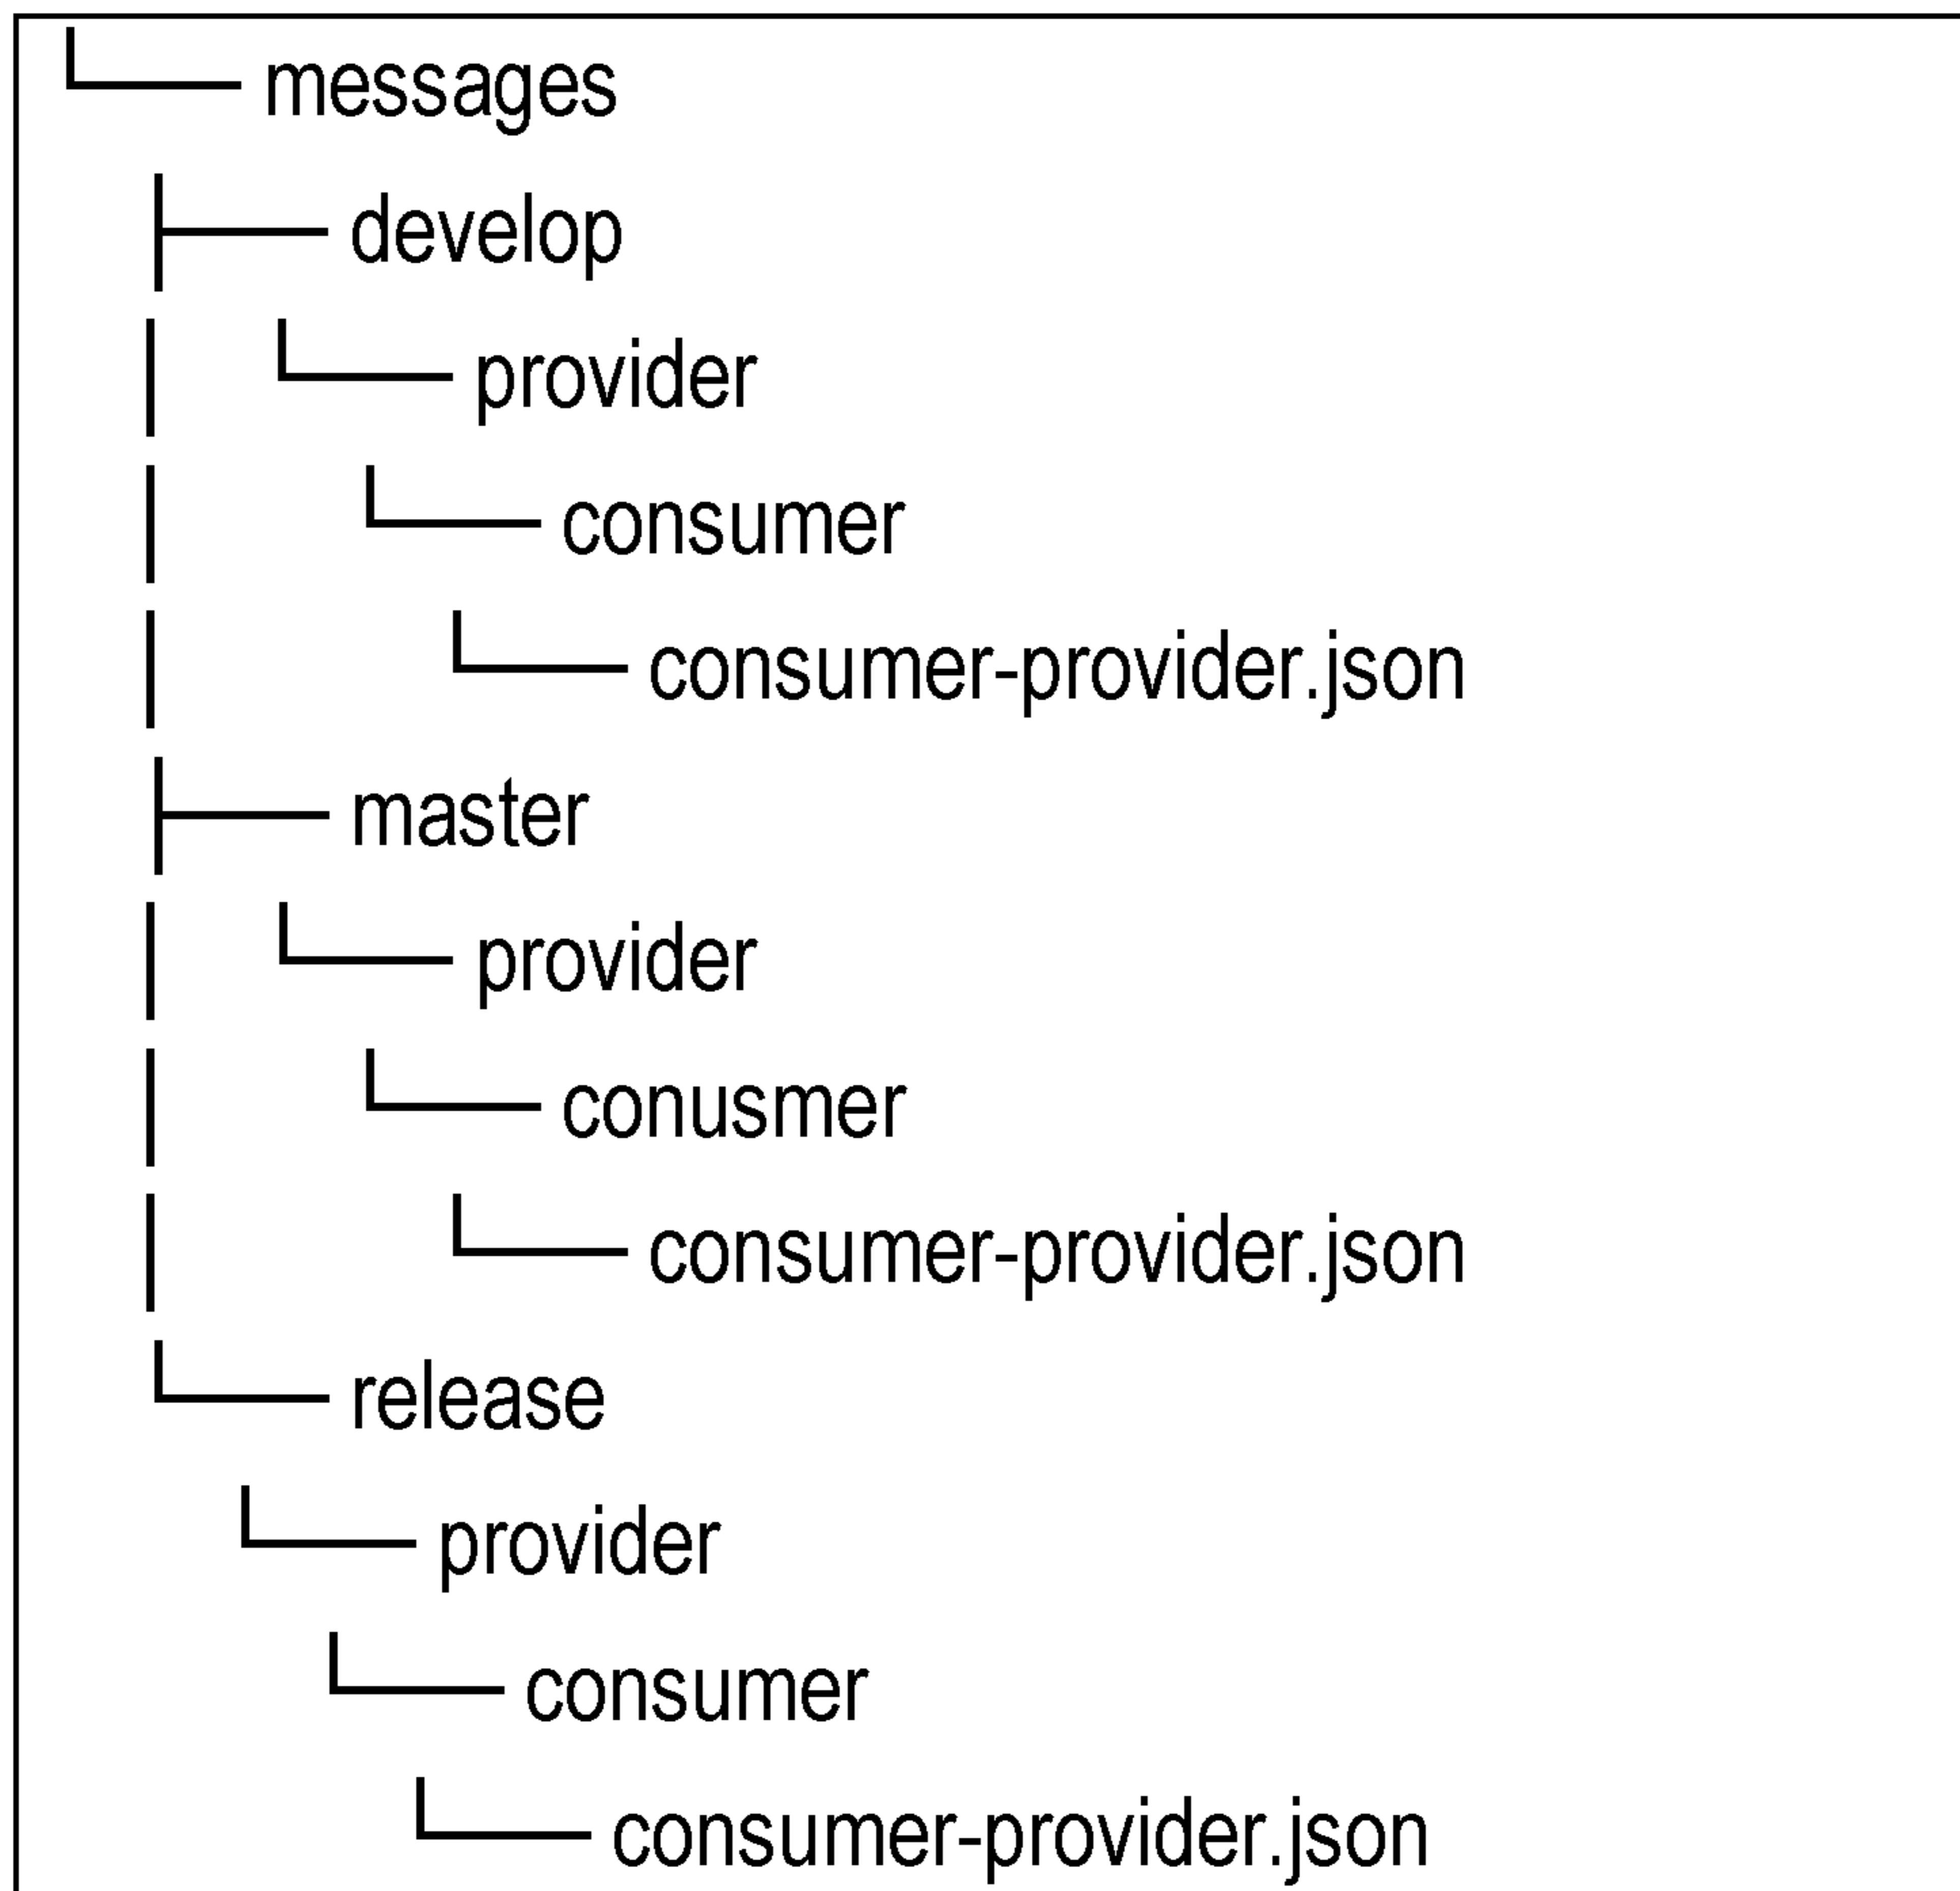 messages
develop
provider
consumer
consumer-provider.json
master
provider
conusmer
consumer-provider.json
release
provider
consumer
consumer-provider.json